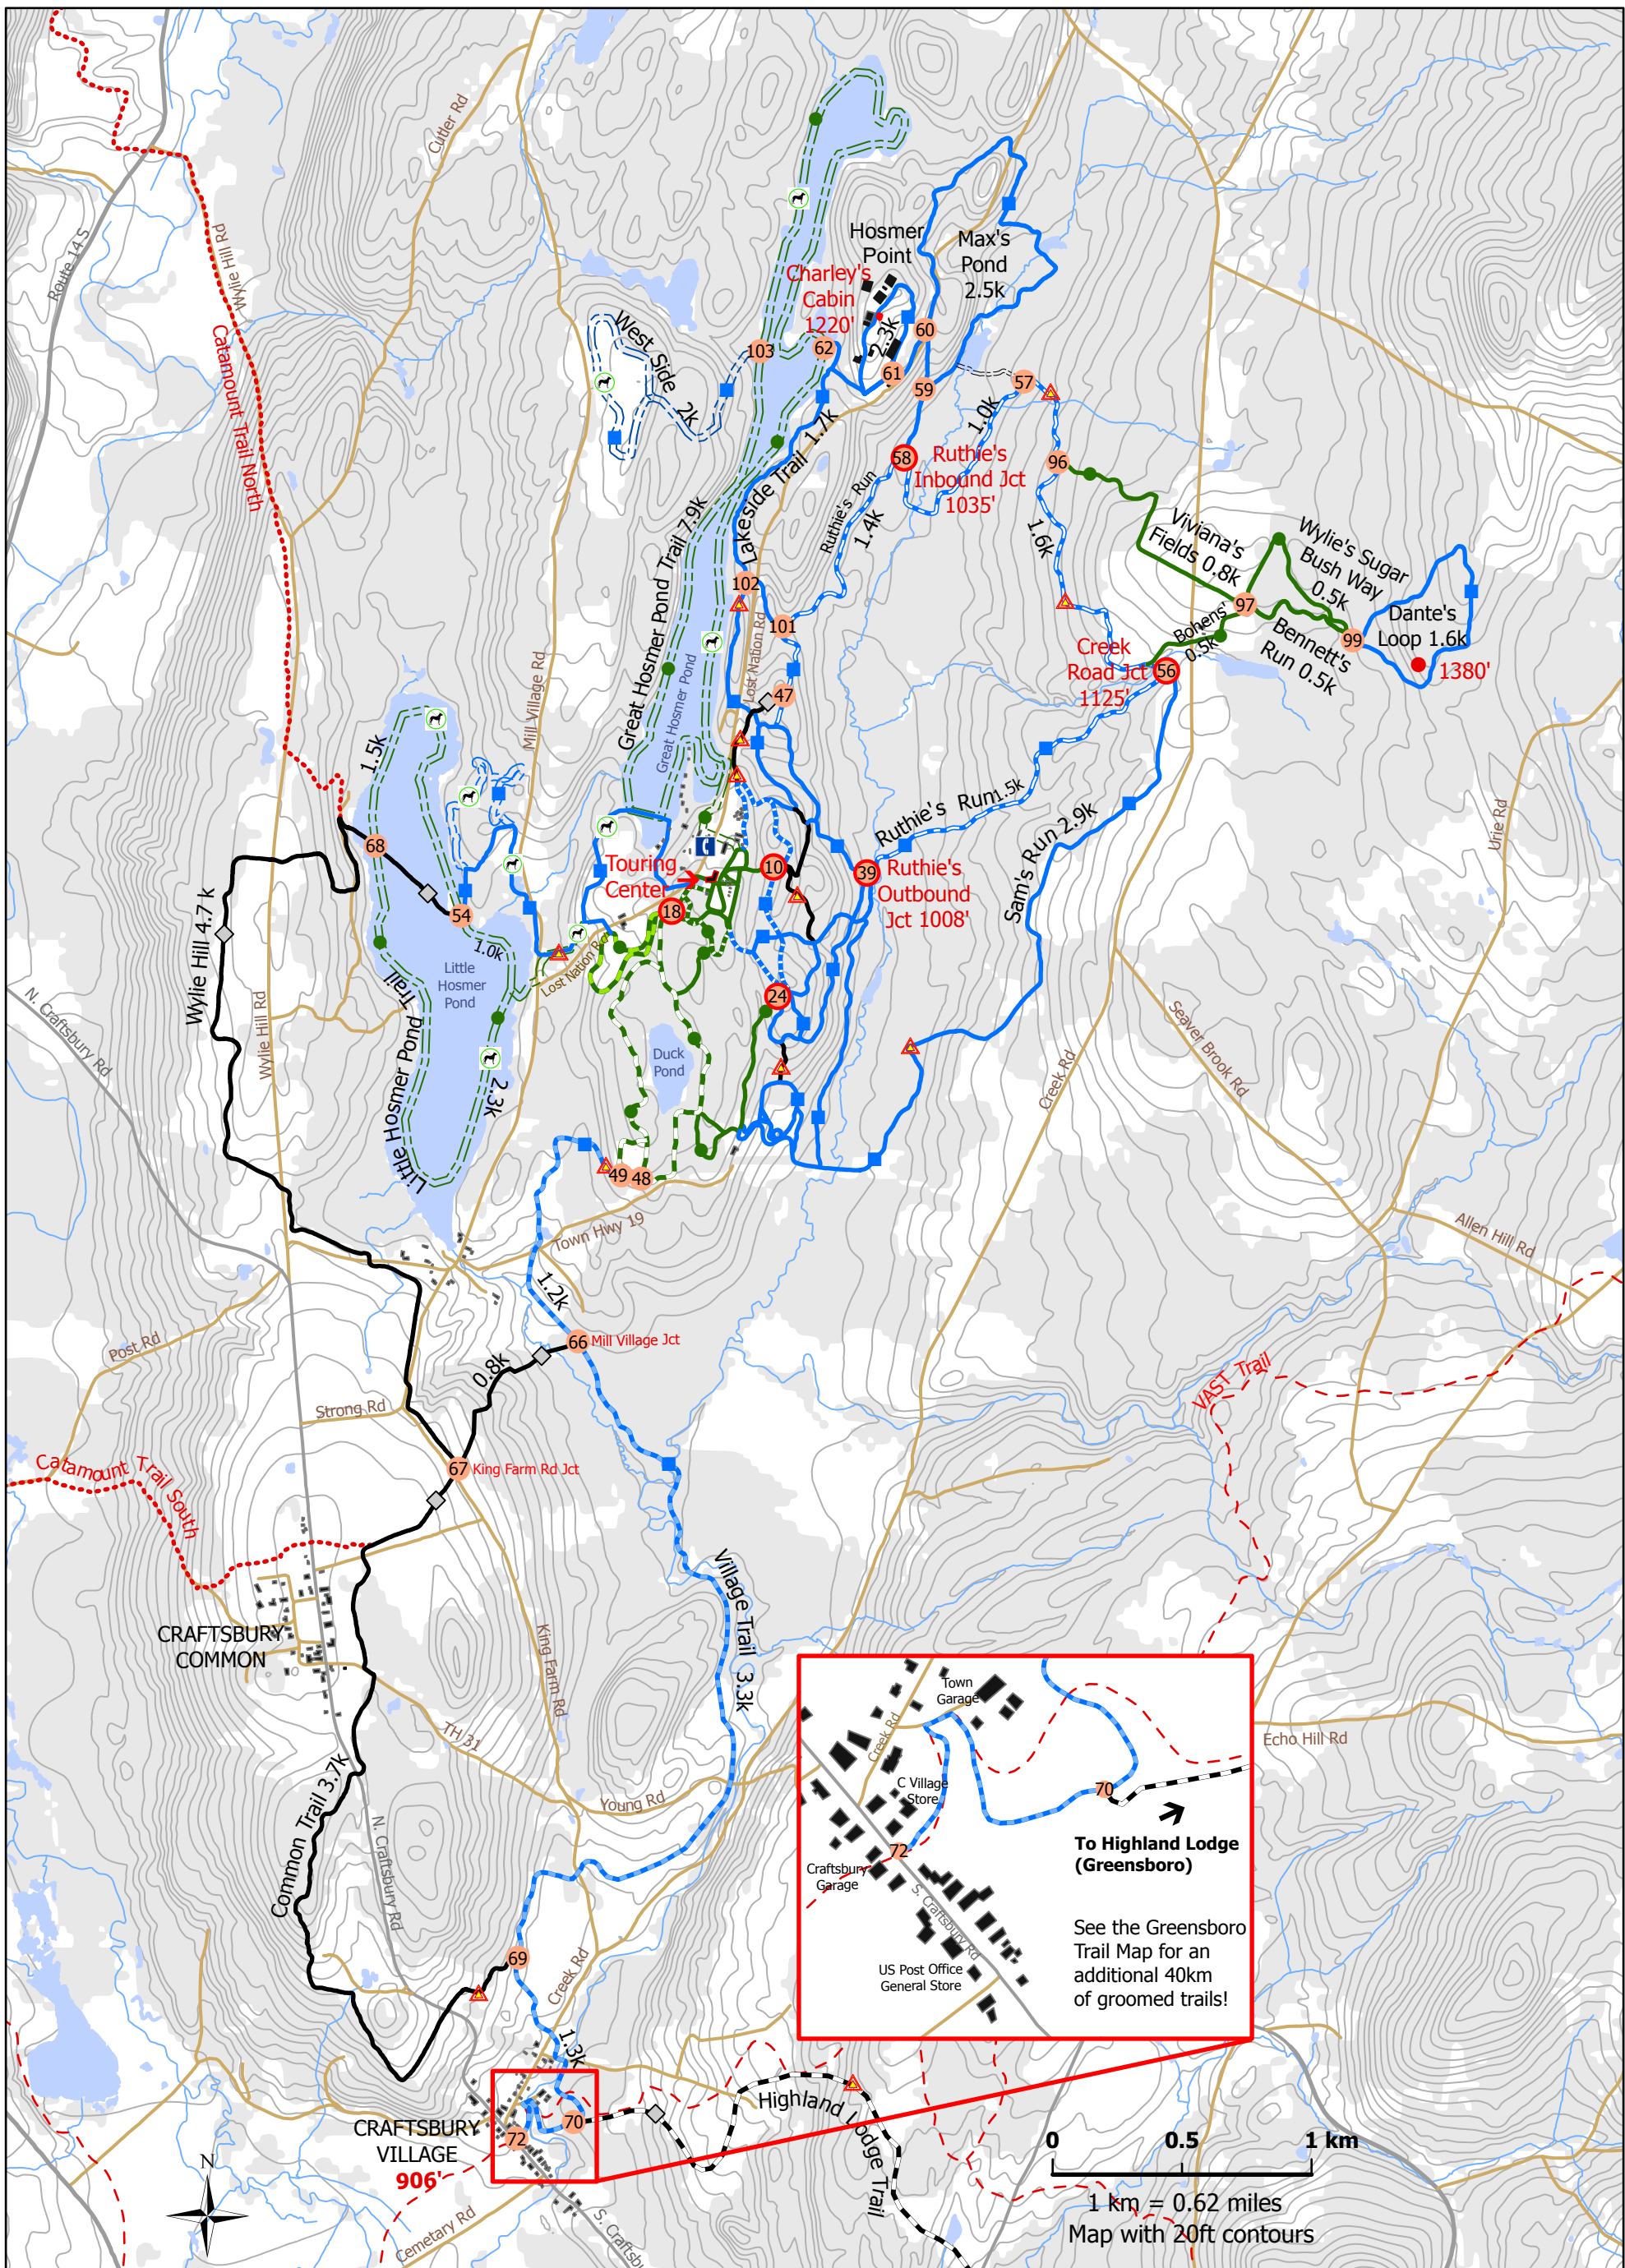 Cutler Rd
Route 14 S
Wylie Hill Rd
Catamount Trail North
Hosmer
Point
Max's
Pond
2.5k
Charley's
Cabin
1220'
2.3k
60
62
61
59
103
West Side
2k
57
1.0k
Lakeside Trail 1.7k
58
Ruthie's
Inbound Jct
1035'
96
Ruthie's Run
1.4k
Great Hosmer Pond Trail 7.9k
Viviana's
Fields 0.8k
Wylie's Sugar
Bush Way
0.5k
1.6k
102
101
97
99
Dante's
Loop 1.6k
1380'
Bohens'
0.5k
Bennett's
Run 0.5k
Creek
Road Jct
1125'
56
Lost Nation Rd
Mill Village Rd
Great Hosmer Pond
47
1.5k
Ruthie's Run 1.5k
Sam's Run 2.9k
Urie Rd
68
Touring
Center
10
39
Ruthie's
Outbound
Jct 1008'
18
54
1.0k
Wylie Hill 4.7 k
Little
Hosmer
Pond
Lost Nation Rd
24
N. Craftsbury Rd
Wylie Hill Rd
Little Hosmer Pond Trail
2.3k
Duck
Pond
Seaver Brook Rd
Creek Rd
49
48
Town Hwy 19
Allen Hill Rd
1.2k
66
Mill Village Jct
Post Rd
0.8k
VAST Trail
Strong Rd
Catamount Trail South
67
King Farm Rd Jct
Village Trail 3.3k
CRAFTSBURY
COMMON
King Farm Rd
TH 31
Young Rd
Echo Hill Rd
Common Trail 3.7k
N. Craftsbury Rd
Town
Garage
Creek Rd
C Village
Store
70
To Highland Lodge
(Greensboro)
72
Craftsbury
Garage
S. Craftsbury Rd
US Post Office
General Store
See the Greensboro
Trail Map for an
additional 40km
of groomed trails!
69
Creek Rd
1.3k
Highland Lodge Trail
70
72
CRAFTSBURY
VILLAGE
906'
N
Cemetary Rd
S. Craftsbu
0 0.5 1 km
1 km = 0.62 miles
Map with 20ft contours